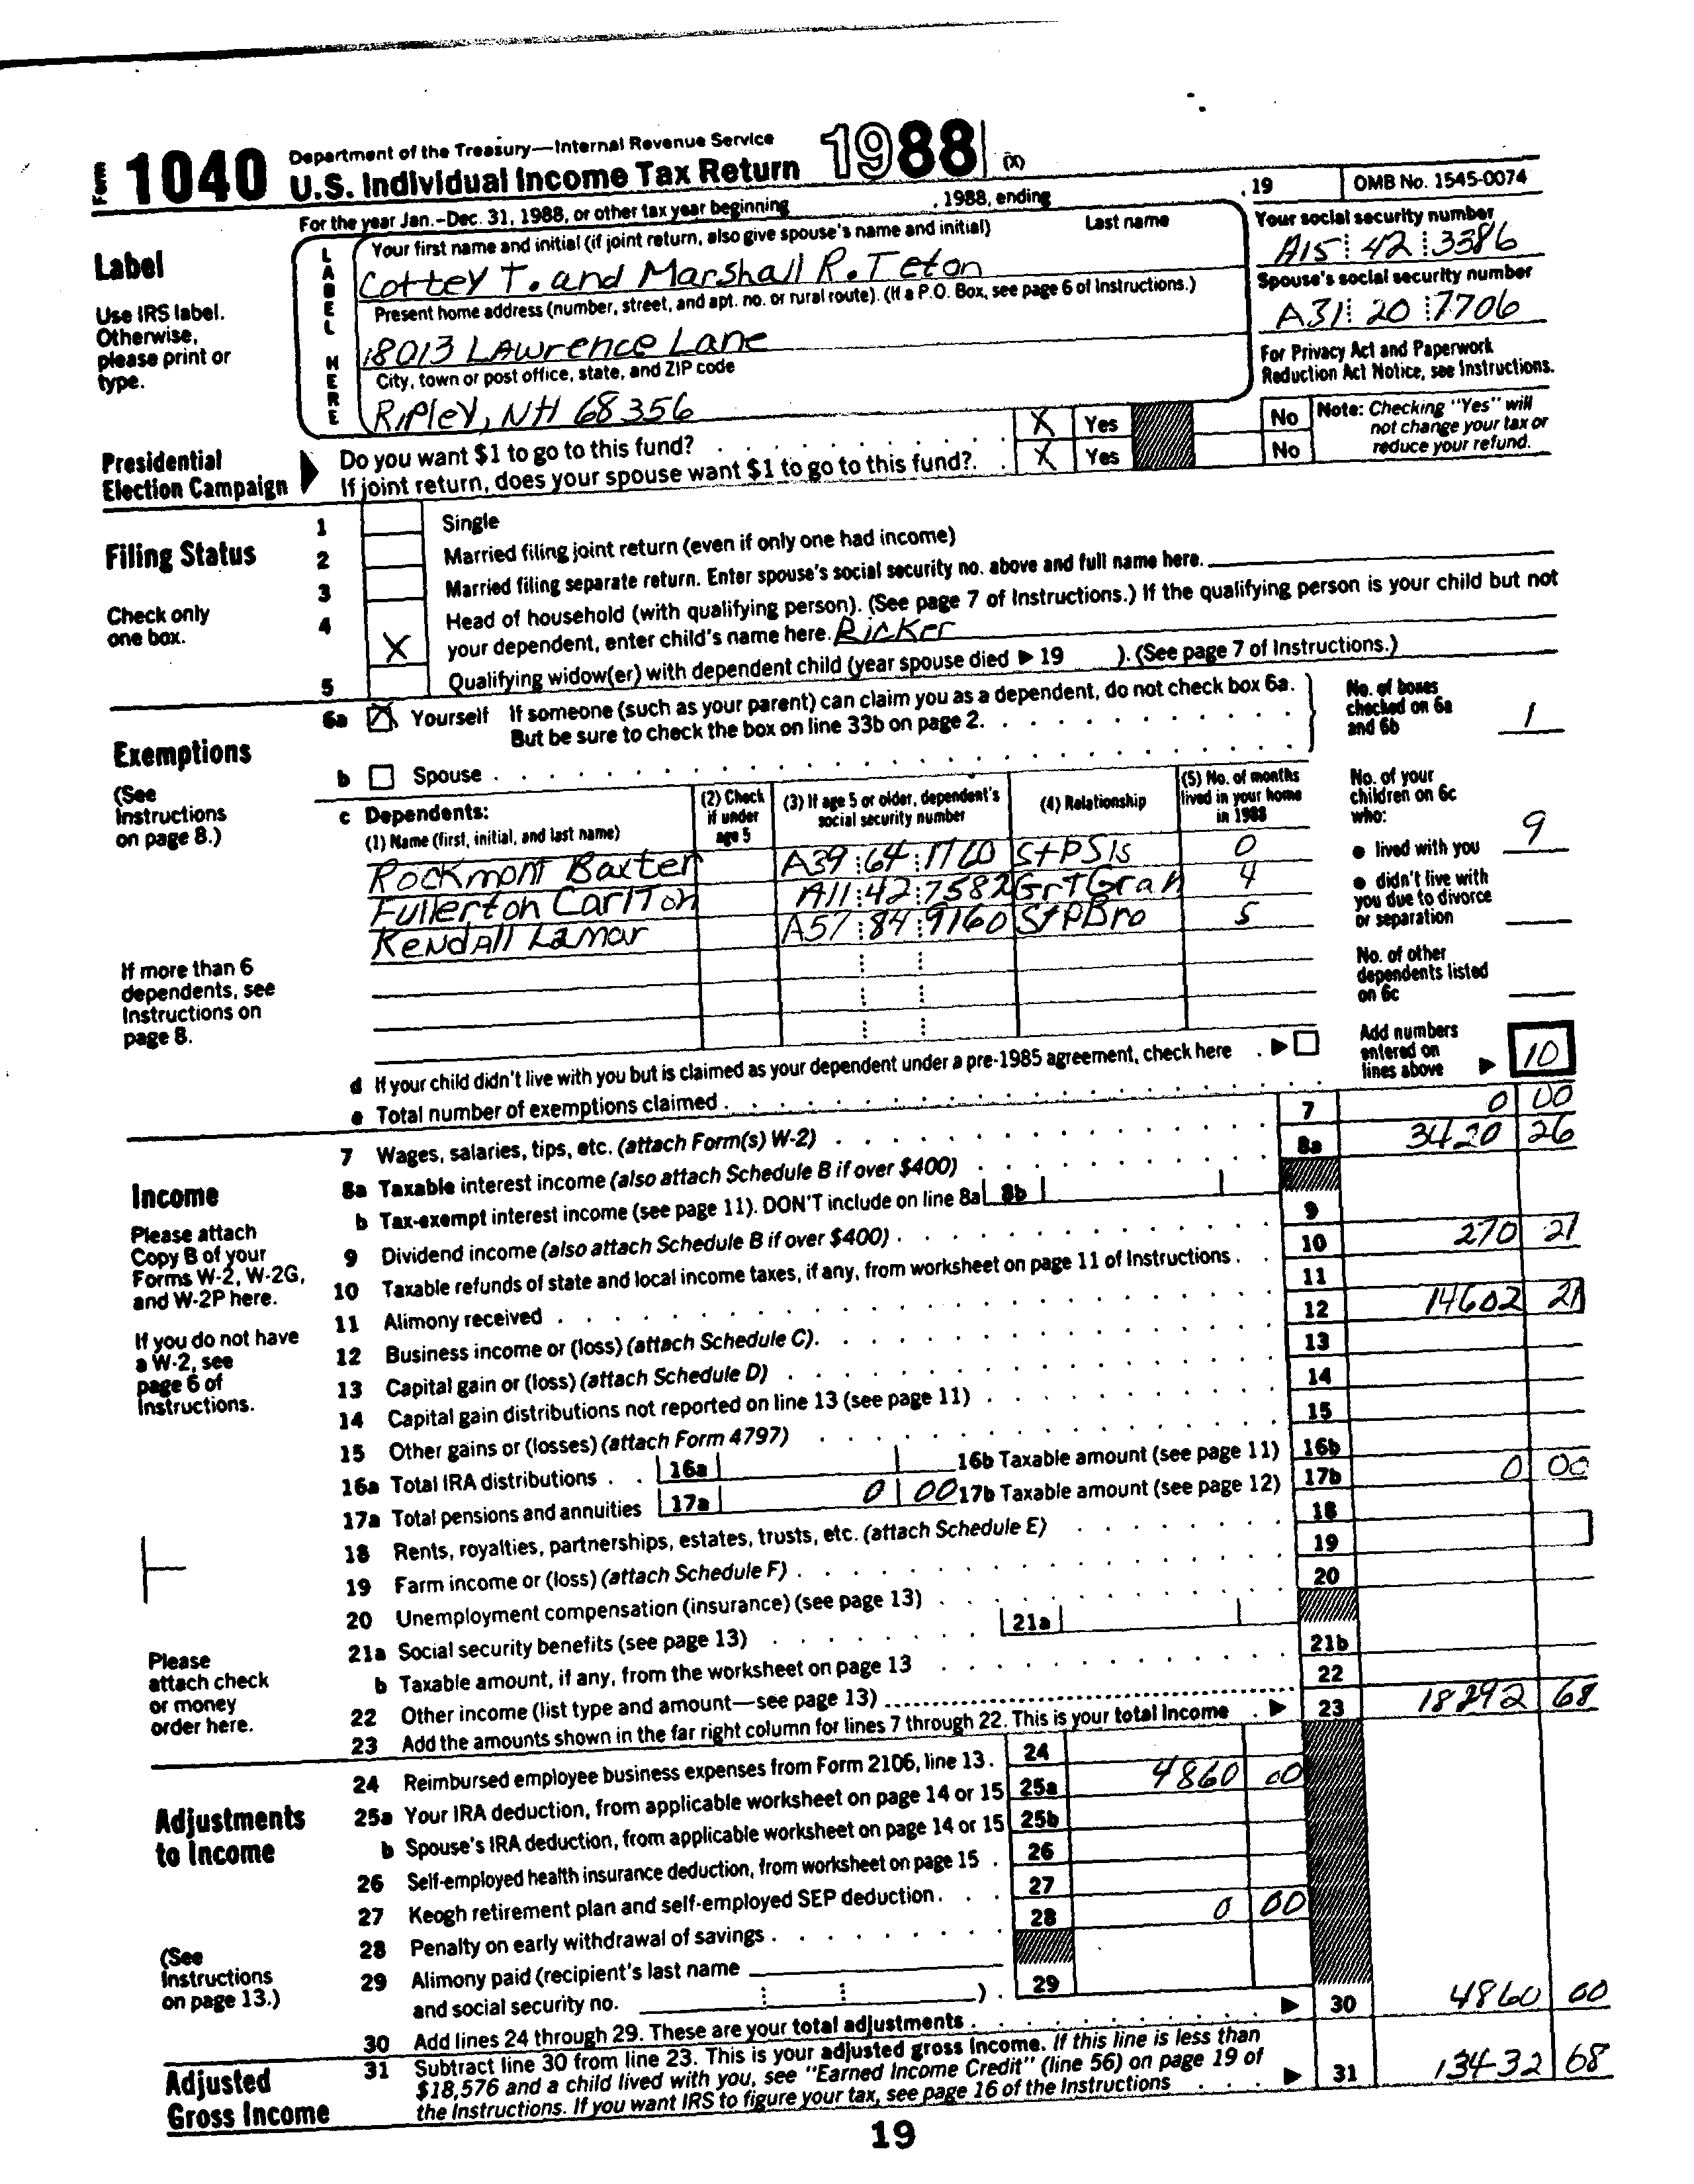 Form 1040 Department of the Treasury—Internal Revenue Service
U.S. Individual Income Tax Return 1988 (X)
For the year Jan.–Dec. 31, 1988, or other tax year beginning , 1988, ending , 19 OMB No. 1545-0074
Label
Use IRS label.
Otherwise,
please print or
type.
LABEL HERE
Your first name and initial (if joint return, also give spouse's name and initial) Last name
Cottey T. and Marshall R. Teton
Present home address (number, street, and apt. no. or rural route). (If a P.O. Box, see page 6 of Instructions.)
18013 LAwrence Lane
City, town or post office, state, and ZIP code
Ripley, NH 68356
Your social security number
A15 42 3386
Spouse's social security number
A31 20 7706
For Privacy Act and Paperwork
Reduction Act Notice, see Instructions.
Presidential
Election Campaign
Do you want $1 to go to this fund? X Yes No
If joint return, does your spouse want $1 to go to this fund? X Yes No
Note: Checking "Yes" will
not change your tax or
reduce your refund.
Filing Status
Check only
one box.
1 Single
2 Married filing joint return (even if only one had income)
3 Married filing separate return. Enter spouse's social security no. above and full name here.
4 X Head of household (with qualifying person). (See page 7 of Instructions.) If the qualifying person is your child but not
your dependent, enter child's name here. Ricker
5 Qualifying widow(er) with dependent child (year spouse died ▶ 19 ). (See page 7 of Instructions.)
Exemptions
(See
Instructions
on page 8.)
6a X Yourself If someone (such as your parent) can claim you as a dependent, do not check box 6a.
But be sure to check the box on line 33b on page 2.
b Spouse
No. of boxes
checked on 6a
and 6b 1
c Dependents:
(1) Name (first, initial, and last name)
(2) Check
if under
age 5
(3) If age 5 or older, dependent's
social security number
(4) Relationship
(5) No. of months
lived in your home
in 1988
Rockmont Baxter A39 64 1760 StPSis 0
Fullerton Carlton A11 42 7582 GrTGran 4
Kendall Lamar A57 84 9160 StPBro 5
No. of your
children on 6c
who:
● lived with you 9
● didn't live with
you due to divorce
or separation
No. of other
dependents listed
on 6c
If more than 6
dependents, see
Instructions on
page 8.
d If your child didn't live with you but is claimed as your dependent under a pre-1985 agreement, check here ▶
e Total number of exemptions claimed
Add numbers
entered on
lines above ▶ 10
Income
Please attach
Copy B of your
Forms W-2, W-2G,
and W-2P here.
If you do not have
a W-2, see
page 6 of
Instructions.
Please
attach check
or money
order here.
7 Wages, salaries, tips, etc. (attach Form(s) W-2) 7 0 00
8a Taxable interest income (also attach Schedule B if over $400) 8a 3420 26
b Tax-exempt interest income (see page 11). DON'T include on line 8a 8b
9 Dividend income (also attach Schedule B if over $400) 9
10 Taxable refunds of state and local income taxes, if any, from worksheet on page 11 of Instructions 10 270 21
11 Alimony received 11
12 Business income or (loss) (attach Schedule C) 12 14602 21
13 Capital gain or (loss) (attach Schedule D) 13
14 Capital gain distributions not reported on line 13 (see page 11) 14
15 Other gains or (losses) (attach Form 4797) 15
16a Total IRA distributions 16a 16b Taxable amount (see page 11) 16b
17a Total pensions and annuities 17a 0 00 17b Taxable amount (see page 12) 17b 0 00
18 Rents, royalties, partnerships, estates, trusts, etc. (attach Schedule E) 18
19 Farm income or (loss) (attach Schedule F) 19
20 Unemployment compensation (insurance) (see page 13) 20
21a Social security benefits (see page 13) 21a
b Taxable amount, if any, from the worksheet on page 13 21b
22 Other income (list type and amount—see page 13) 22
23 Add the amounts shown in the far right column for lines 7 through 22. This is your total income ▶ 23 18292 68
Adjustments
to Income
(See
Instructions
on page 13.)
24 Reimbursed employee business expenses from Form 2106, line 13 24
25a Your IRA deduction, from applicable worksheet on page 14 or 15 25a 4860 00
b Spouse's IRA deduction, from applicable worksheet on page 14 or 15 25b
26 Self-employed health insurance deduction, from worksheet on page 15 26
27 Keogh retirement plan and self-employed SEP deduction 27
28 Penalty on early withdrawal of savings 28 0 00
29 Alimony paid (recipient's last name
and social security no. ) 29
30 Add lines 24 through 29. These are your total adjustments ▶ 30 4860 00
Adjusted
Gross Income
31 Subtract line 30 from line 23. This is your adjusted gross income. If this line is less than
$18,576 and a child lived with you, see "Earned Income Credit" (line 56) on page 19 of
the Instructions. If you want IRS to figure your tax, see page 16 of the Instructions ▶ 31 13432 68
19